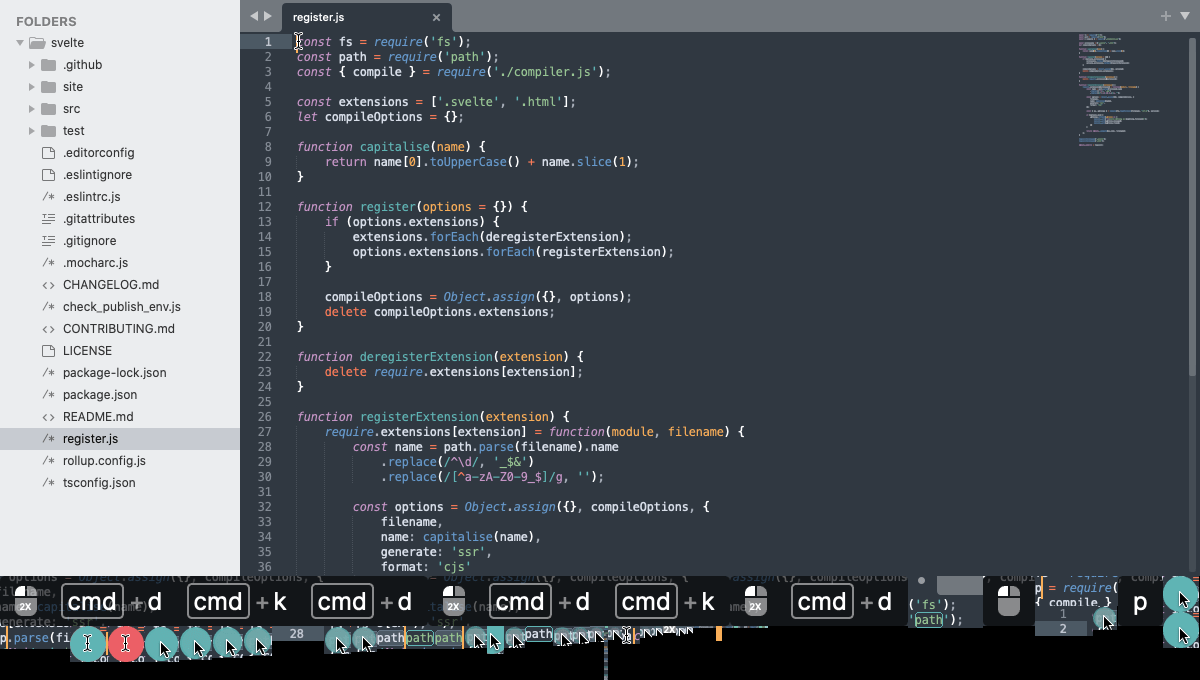 FOLDERS
svelte
.github
site
src
test
.editorconfig
.eslintignore
.eslintrc.js
.gitattributes
.gitignore
.mocharc.js
CHANGELOG.md
check_publish_env.js
CONTRIBUTING.md
LICENSE
package-lock.json
package.json
README.md
register.js
rollup.config.js
tsconfig.json
register.js
1 const fs = require('fs');
2 const path = require('path');
3 const { compile } = require('./compiler.js');
4
5 const extensions = ['.svelte', '.html'];
6 let compileOptions = {};
7
8 function capitalise(name) {
9 return name[0].toUpperCase() + name.slice(1);
10 }
11
12 function register(options = {}) {
13 if (options.extensions) {
14 extensions.forEach(deregisterExtension);
15 options.extensions.forEach(registerExtension);
16 }
17
18 compileOptions = Object.assign({}, options);
19 delete compileOptions.extensions;
20 }
21
22 function deregisterExtension(extension) {
23 delete require.extensions[extension];
24 }
25
26 function registerExtension(extension) {
27 require.extensions[extension] = function(module, filename) {
28 const name = path.parse(filename).name
29 .replace(/^\d/, '_$&')
30 .replace(/[^a-zA-Z0-9_$]/g, '');
31
32 const options = Object.assign({}, compileOptions, {
33 filename,
34 name: capitalise(name),
35 generate: 'ssr',
36 format: 'cjs'
2X cmd + d cmd + k cmd + d 2X cmd + d cmd + k 2X cmd + d
('fs');
'path');
= require(
{ compile }
1
2
p
p.parse(fi
28
path path path
path
2X